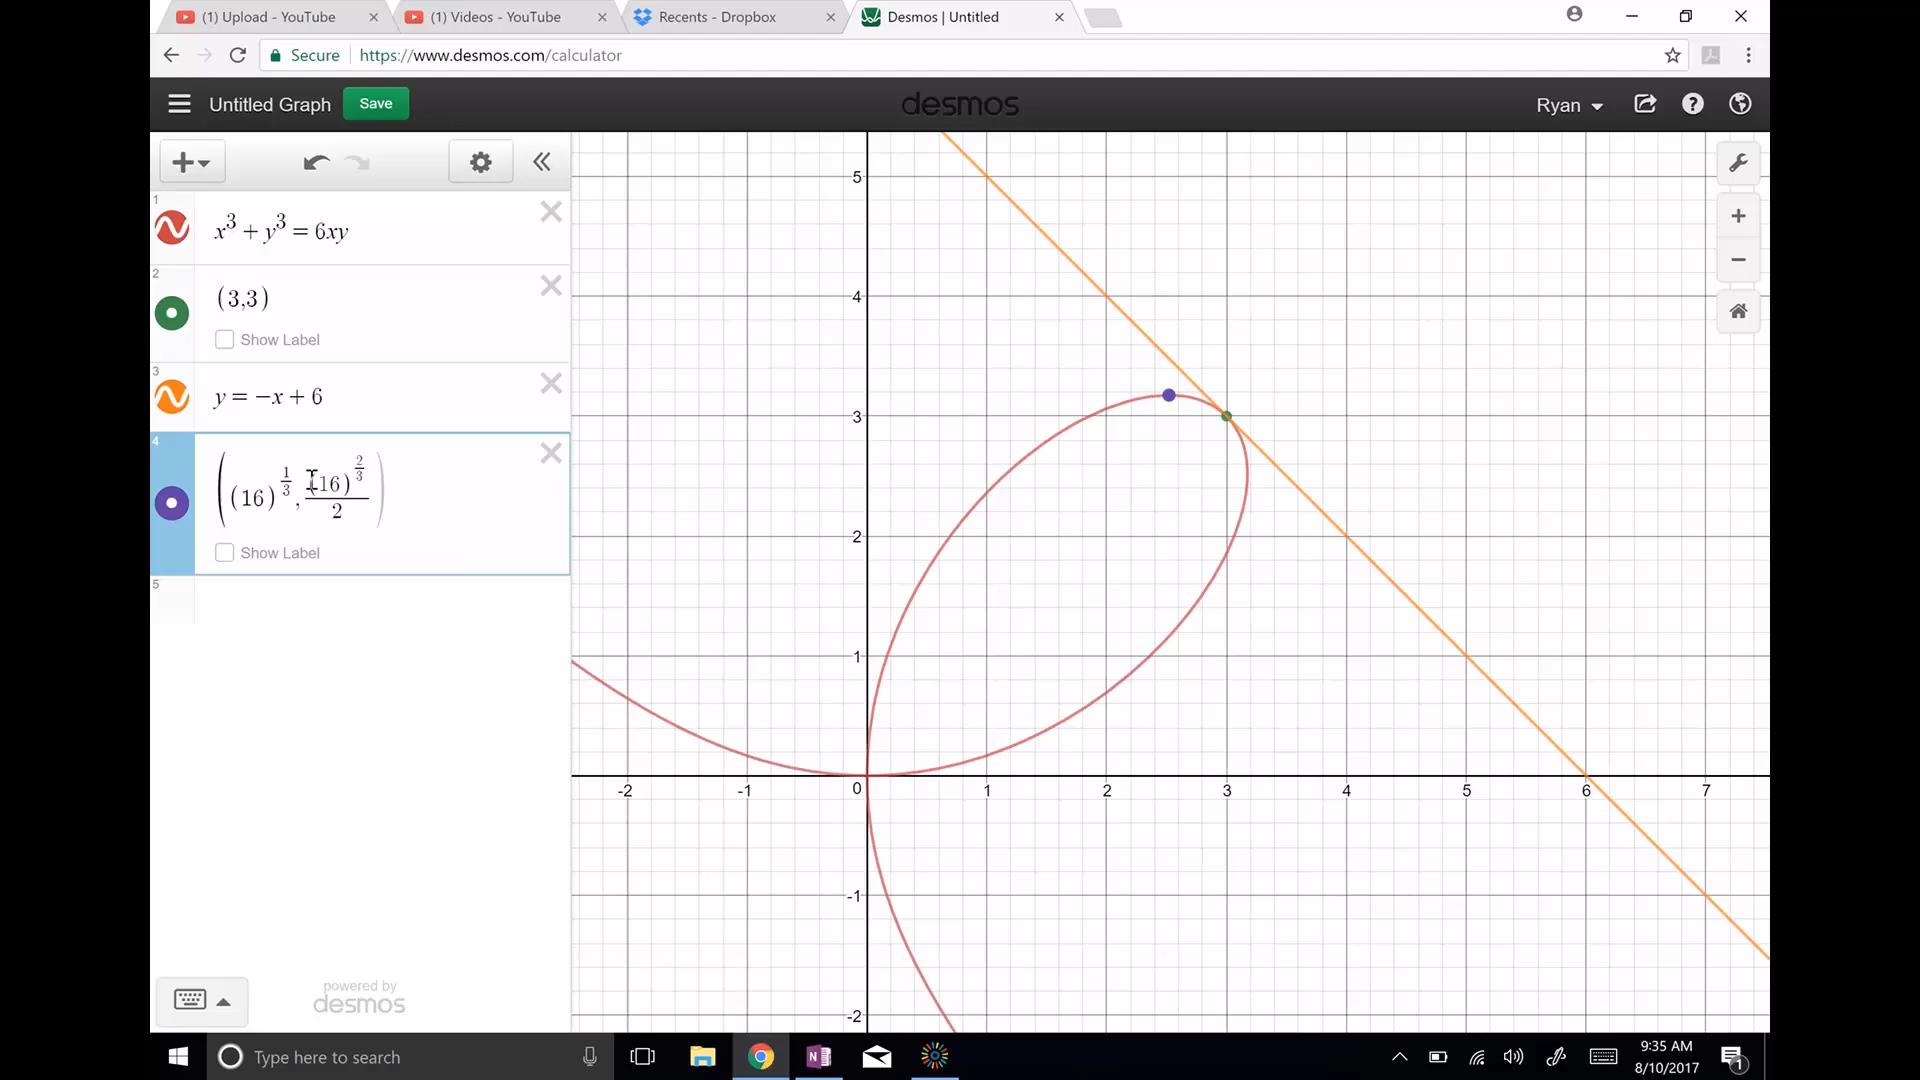 (1) Upload - YouTube
(1) Videos - YouTube
Recents - Dropbox
Desmos | Untitled
Secure
https://www.desmos.com/calculator
Untitled Graph
Save
desmos
Ryan
1
x^3 + y^3 = 6xy
2
(3,3)
Show Label
3
y = −x + 6
4
((16)^(1/3), (16)^(2/3)/2)
Show Label
5
5
4
3
2
1
-2
-1
0
1
2
3
4
5
6
7
-1
-2
powered by
desmos
Type here to search
9:35 AM
8/10/2017
1